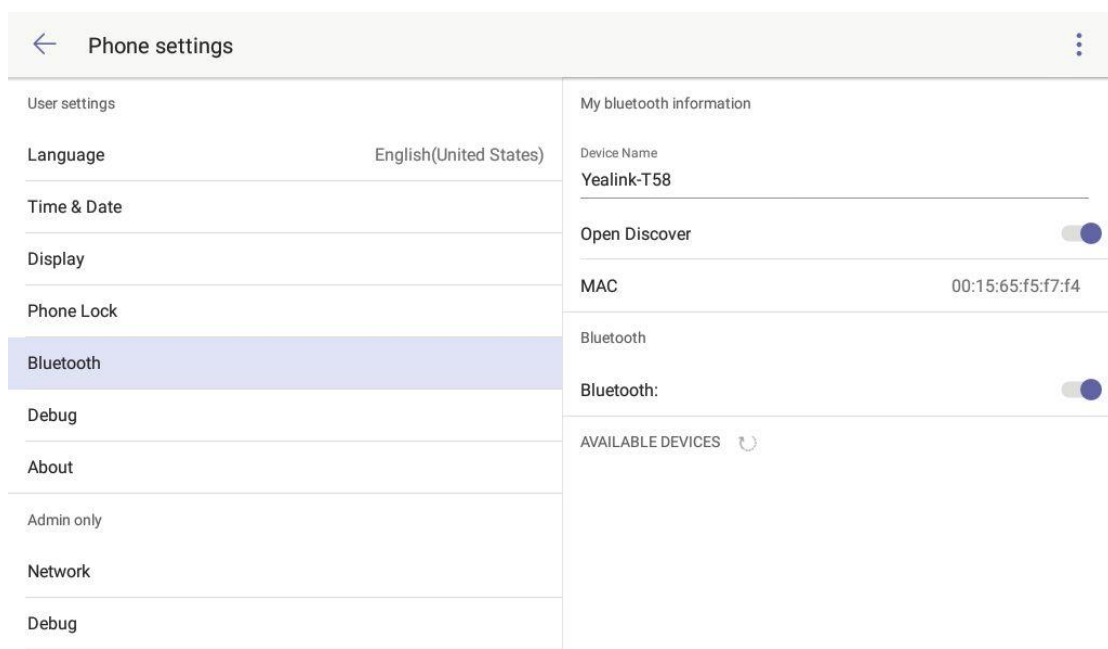 Phone settings
User settings
Language English(United States)
Time & Date
Display
Phone Lock
Bluetooth
Debug
About
Admin only
Network
Debug
My bluetooth information
Device Name
Yealink-T58
Open Discover
MAC 00:15:65:f5:f7:f4
Bluetooth
Bluetooth:
AVAILABLE DEVICES